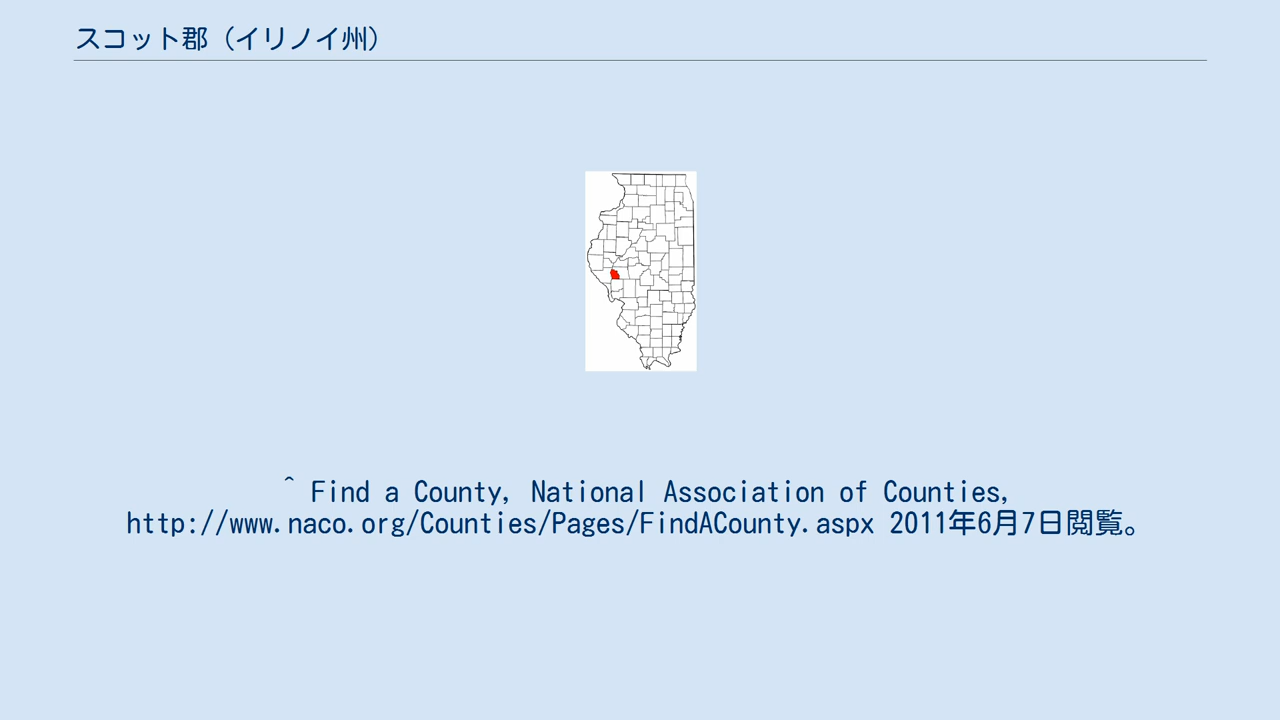 スコット郡（イリノイ州）
^ Find a County, National Association of Counties,
http://www.naco.org/Counties/Pages/FindACounty.aspx 2011年6月7日閲覧。